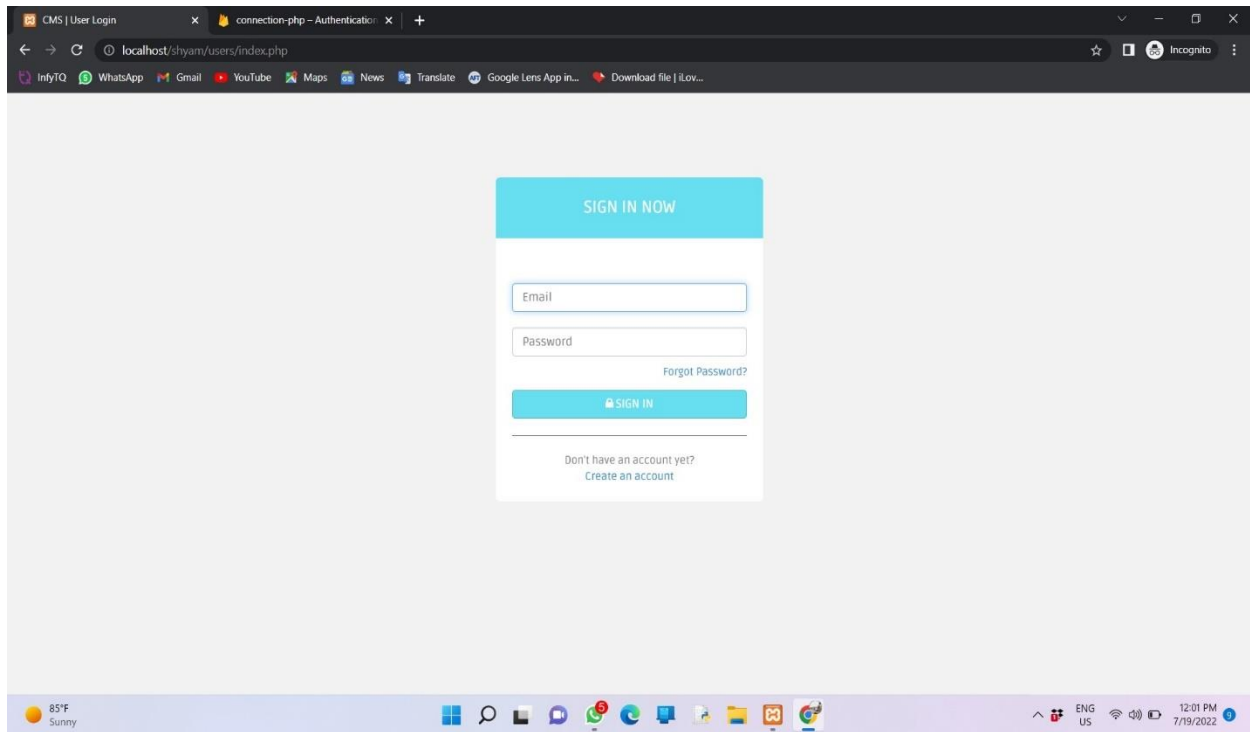 CMS | User Login
connection-php – Authentication
localhost/shyam/users/index.php
Incognito
InfyTQ WhatsApp Gmail YouTube Maps News Translate Google Lens App in... Download file | iLov...
SIGN IN NOW
Email
Password
Forgot Password?
SIGN IN
Don't have an account yet?
Create an account
85°F
Sunny
ENG
US
12:01 PM
7/19/2022